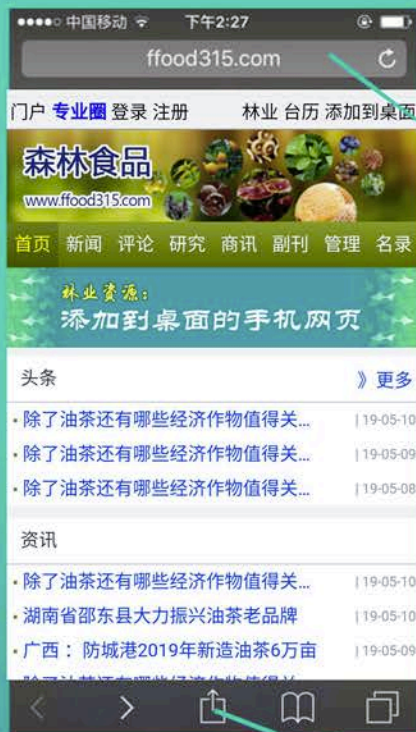 中国移动 下午2:27
ffood315.com
门户 专业圈 登录 注册 林业 台历 添加到桌面
森林食品
www.ffood315.com
首页 新闻 评论 研究 商讯 副刊 管理 名录
林业资源：
添加到桌面的手机网页
头条 》更多
·除了油茶还有哪些经济作物值得关... | 19-05-10
·除了油茶还有哪些经济作物值得关... | 19-05-09
·除了油茶还有哪些经济作物值得关... | 19-05-08
资讯
·除了油茶还有哪些经济作物值得关... | 19-05-10
·湖南省邵东县大力振兴油茶老品牌 | 19-05-10
·广西：防城港2019年新造油茶6万亩 | 19-05-09